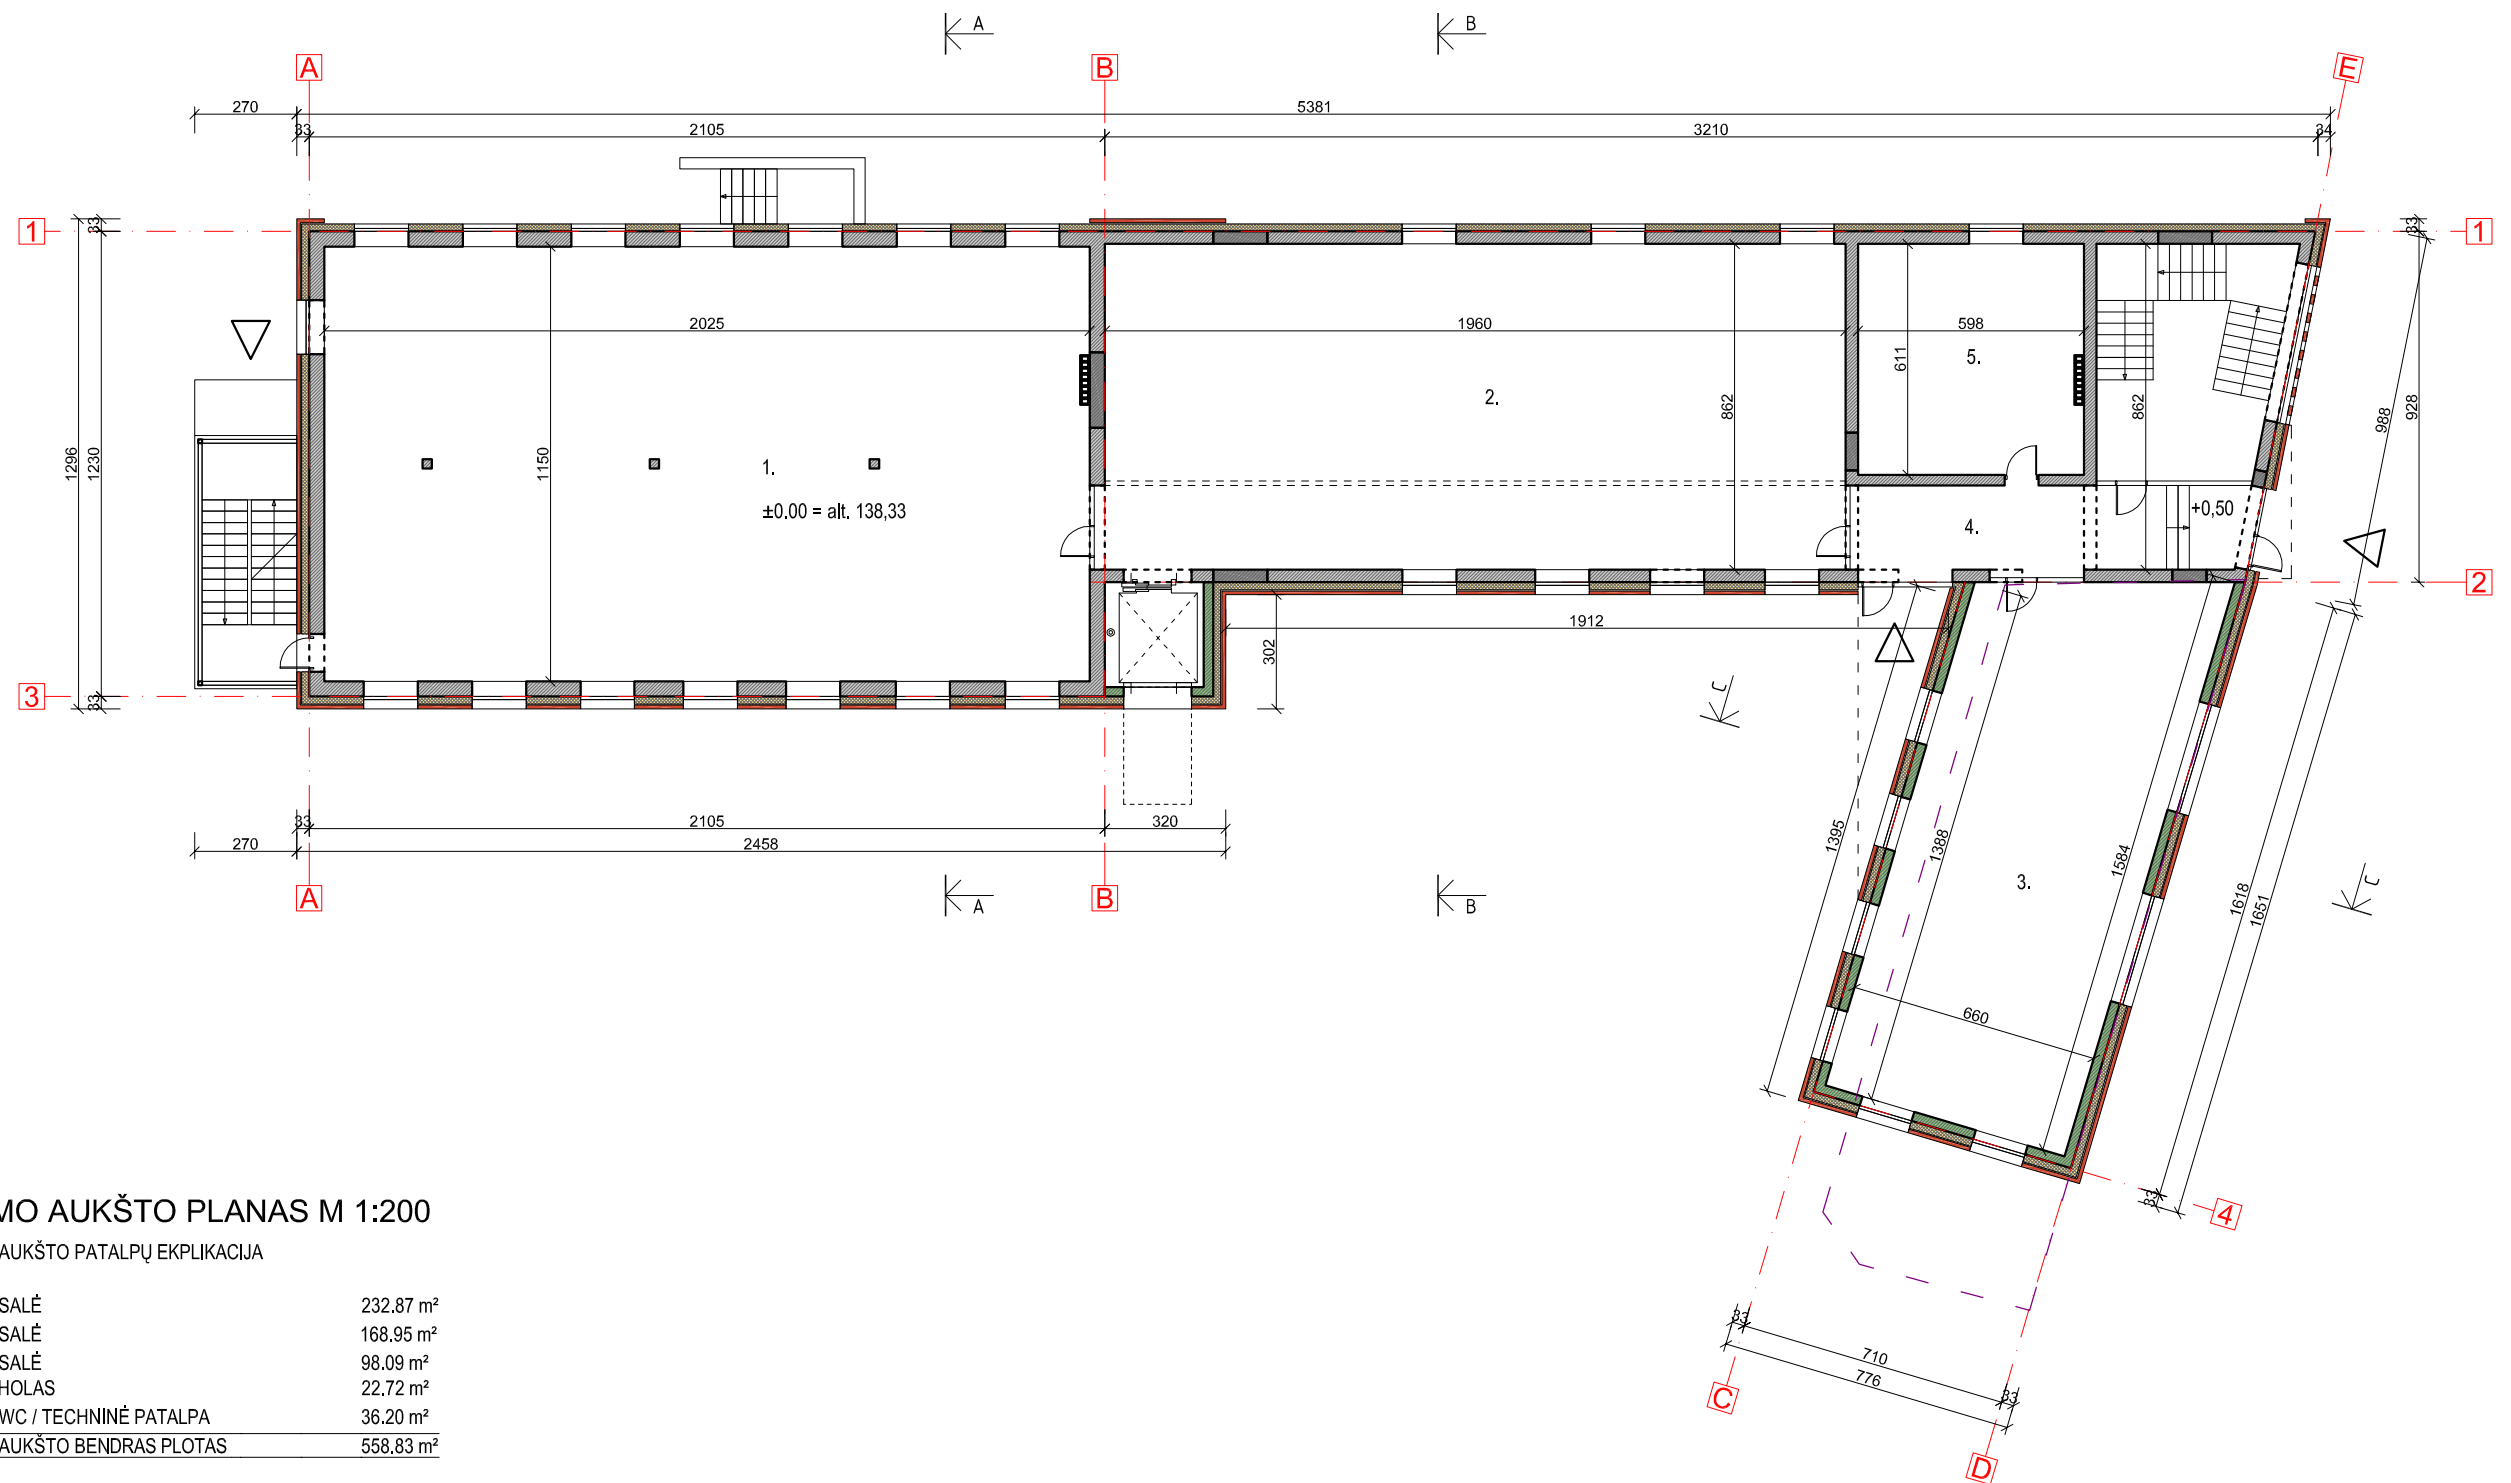 A
B
A
B
E
270
5381
33
2105
3210
34
1
33
33
1
2025
1960
598
611
5.
2.
862
862
988
928
1296
1230
1150
1.
±0.00 = alt. 138,33
4.
+0,50
2
1912
302
3
33
C
33
2105
320
270
2458
1395
1388
1584
3.
1618
1651
C
A
B
A
B
660
33
4
MO AUKŠTO PLANAS M 1:200
AUKŠTO PATALPŲ EKPLIKACIJA
SALĖ 232.87 m²
SALĖ 168.95 m²
SALĖ 98.09 m²
HOLAS 22.72 m²
WC / TECHNINĖ PATALPA 36.20 m²
AUKŠTO BENDRAS PLOTAS 558.83 m²
33
710
776
33
C
D